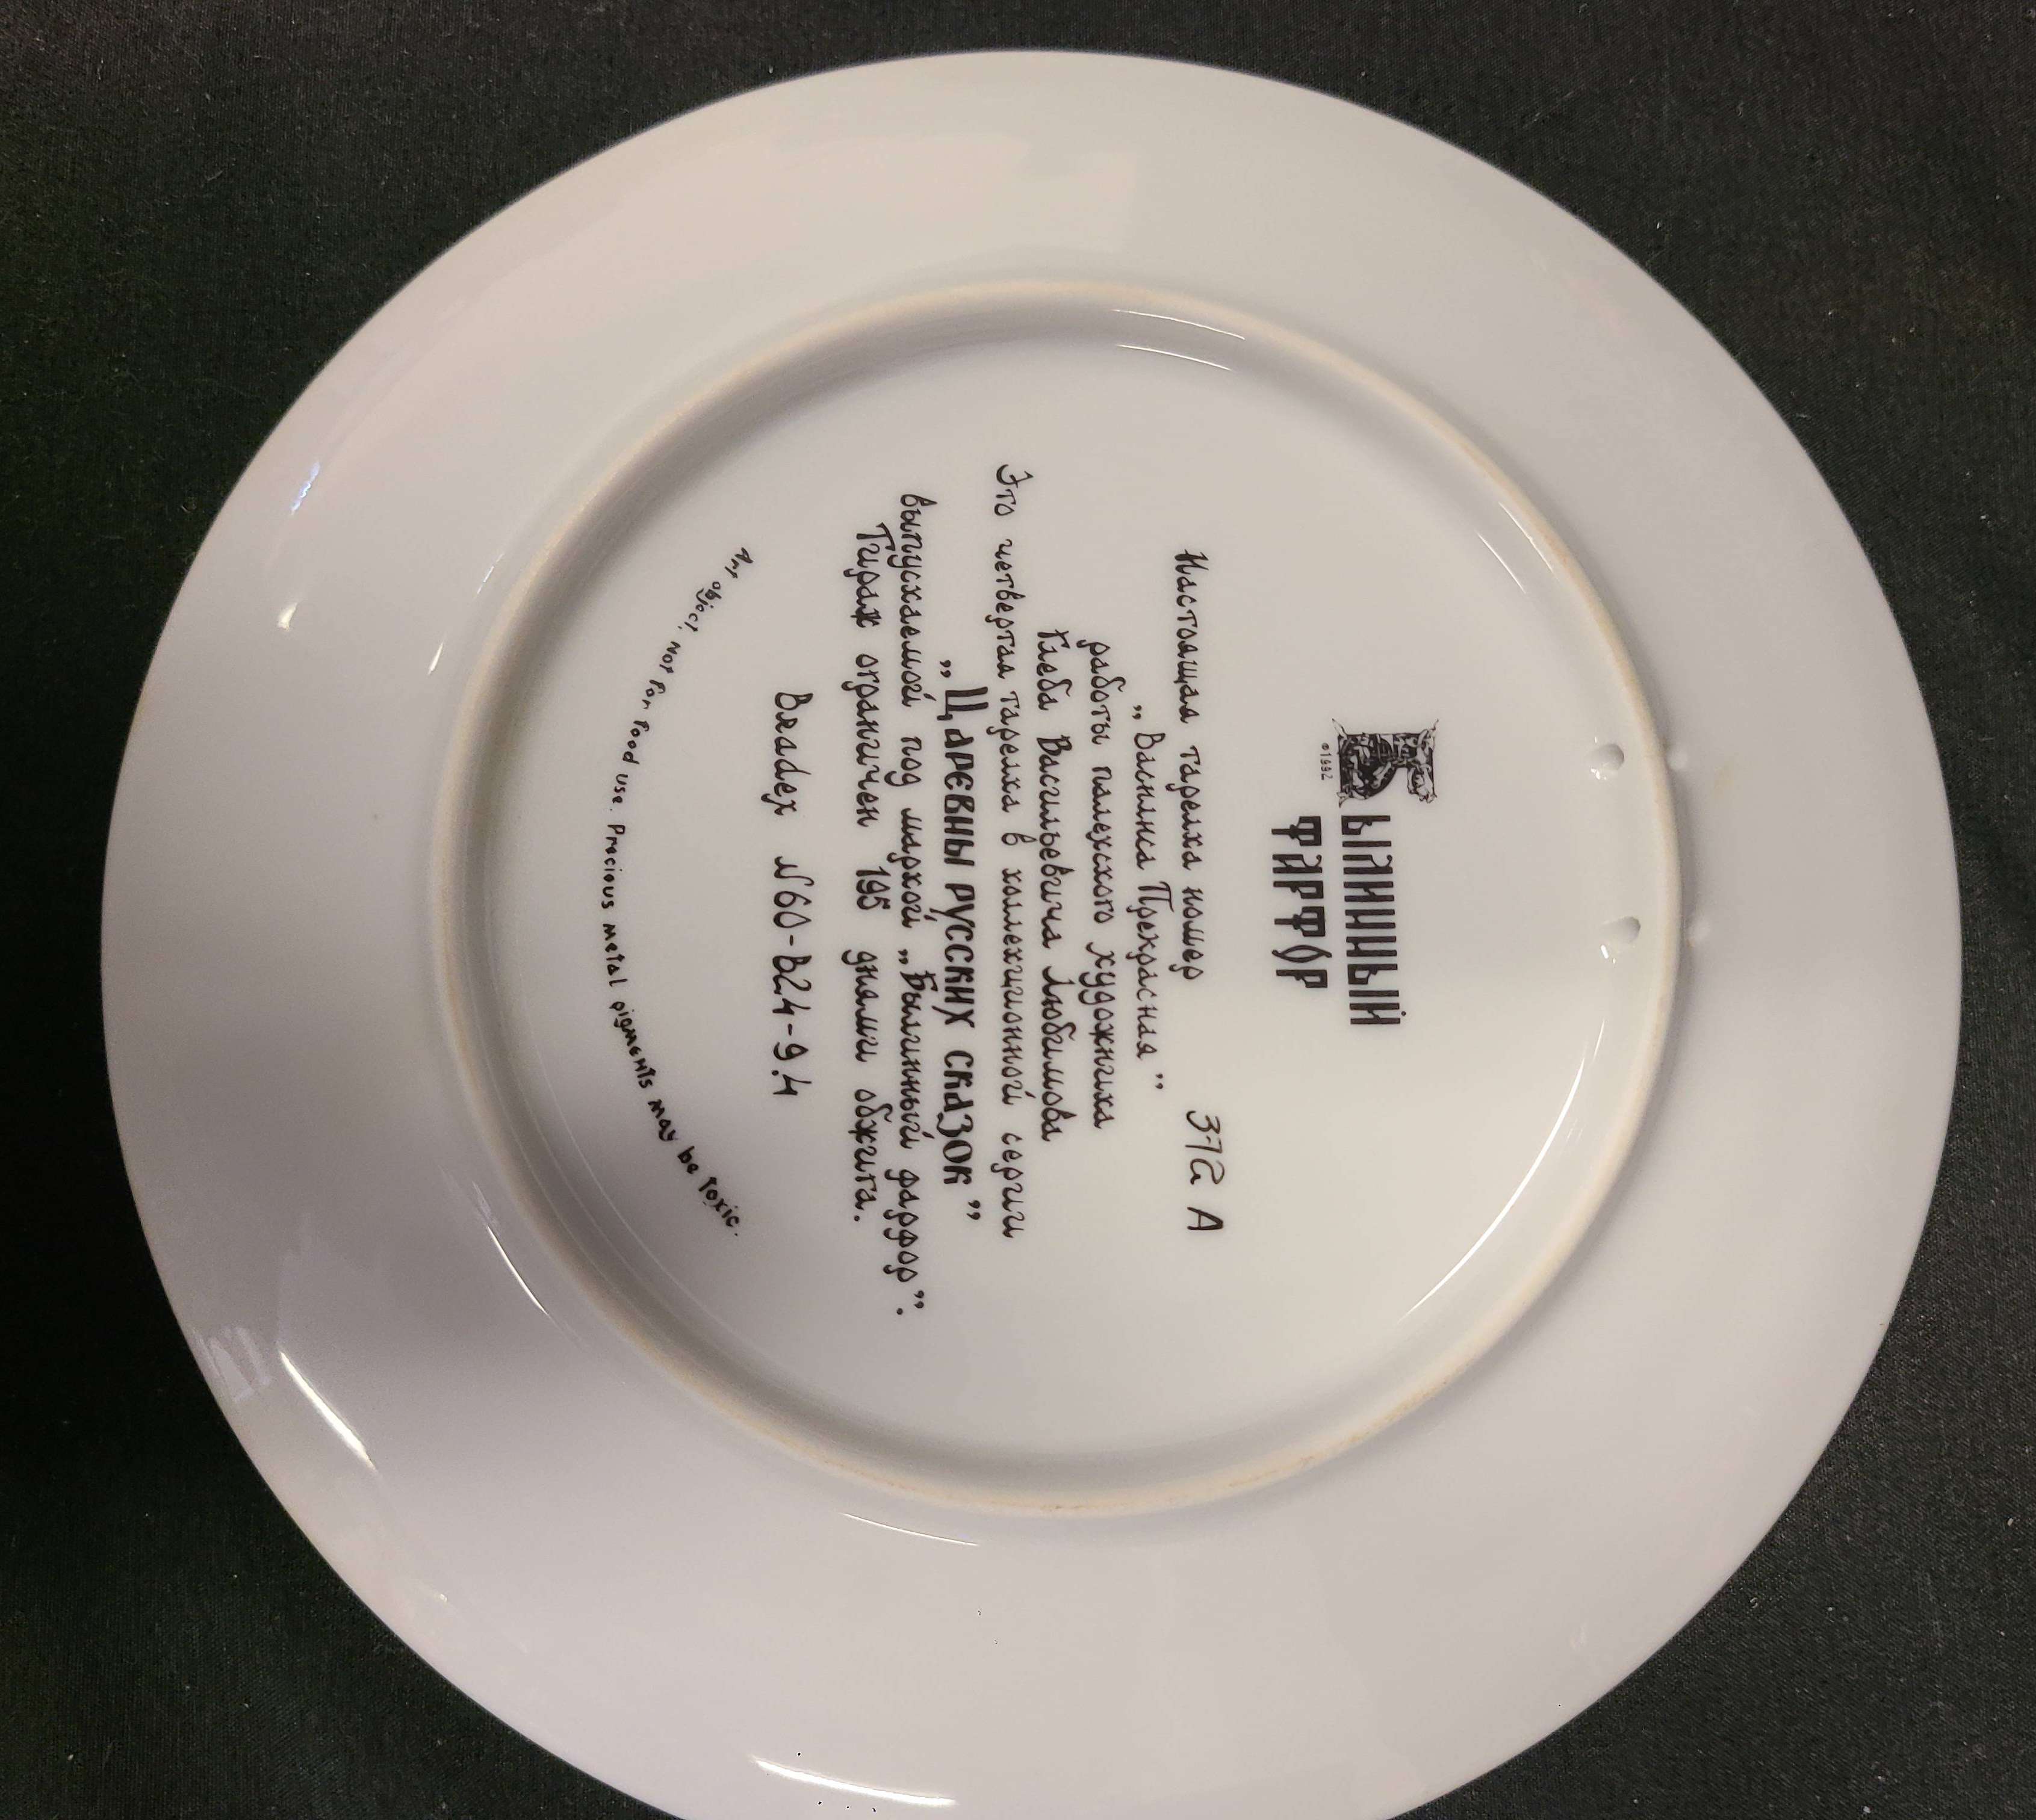 БЫЛИННЫЙ
ФАРФОР
©1992
Настоящая тарелка номер 372 А
„Василиса Прекрасная”
работы палехского художника
Глеба Васильевича Любимова
Это четвертая тарелка в коллекционной серии
„ЦАРЕВНЫ РУССКИХ СКАЗОК”
выпускаемой под маркой „Былинный фарфор”.
Тираж ограничен 195 днями обжига.
Bradex N60-B24-9.4
Art object, Not for food use. Precious metal pigments may be toxic.